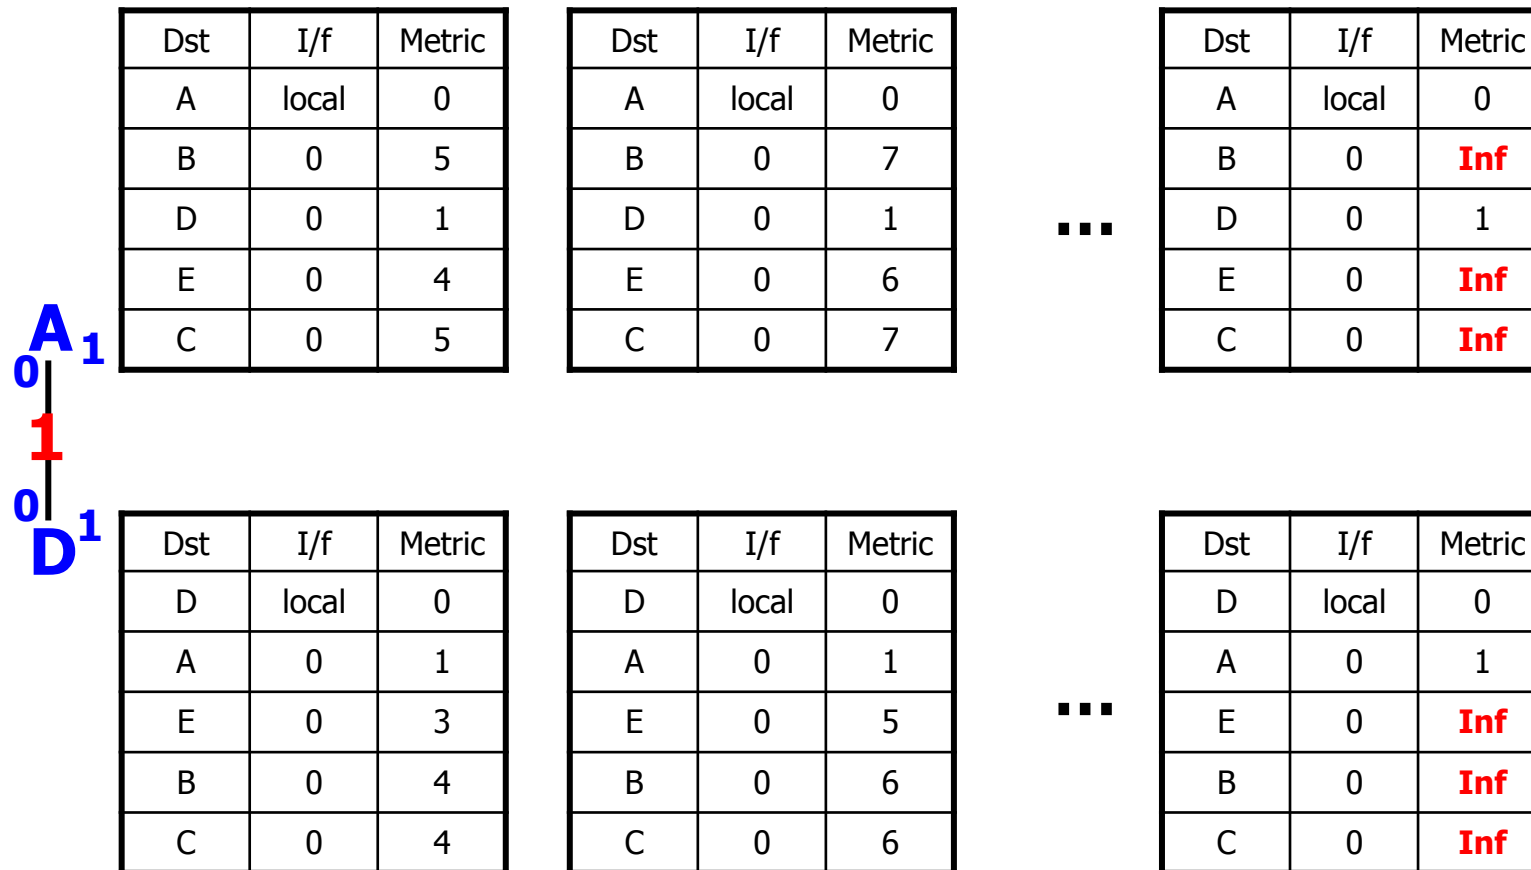 Dst I/f Metric
A local 0
B 0 5
D 0 1
E 0 4
C 0 5
Dst I/f Metric
A local 0
B 0 7
D 0 1
E 0 6
C 0 7
...
Dst I/f Metric
A local 0
B 0 Inf
D 0 1
E 0 Inf
C 0 Inf
A 1
0
1
0
D 1
Dst I/f Metric
D local 0
A 0 1
E 0 3
B 0 4
C 0 4
Dst I/f Metric
D local 0
A 0 1
E 0 5
B 0 6
C 0 6
...
Dst I/f Metric
D local 0
A 0 1
E 0 Inf
B 0 Inf
C 0 Inf